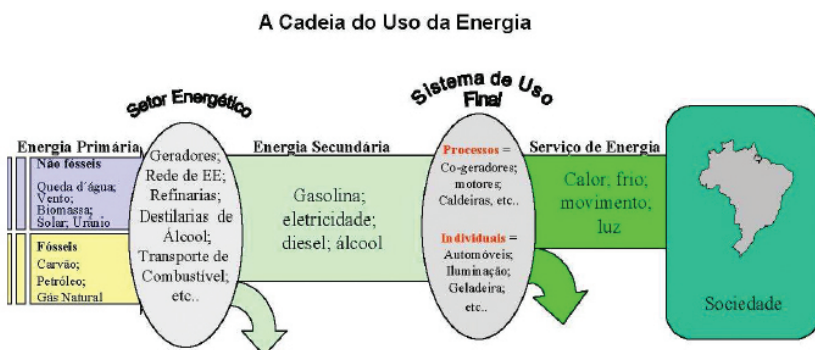 A Cadeia do Uso da Energia
Setor Energético
Sistema de Uso
Final
Energia Primária
Não fósseis
Queda d´água;
Vento;
Biomassa;
Solar; Urânio
Fósseis
Carvão;
Petróleo;
Gás Natural
Geradores;
Rede de EE;
Refinarias;
Destilarias de
Álcool;
Transporte de
Combustível;
etc..
Energia Secundária
Gasolina;
eletricidade;
diesel; álcool
Processos =
Co-geradores;
motores;
Caldeiras, etc..
Individuais =
Automóveis;
Iluminação;
Geladeira;
etc..
Serviço de Energia
Calor; frio;
movimento;
luz
Sociedade